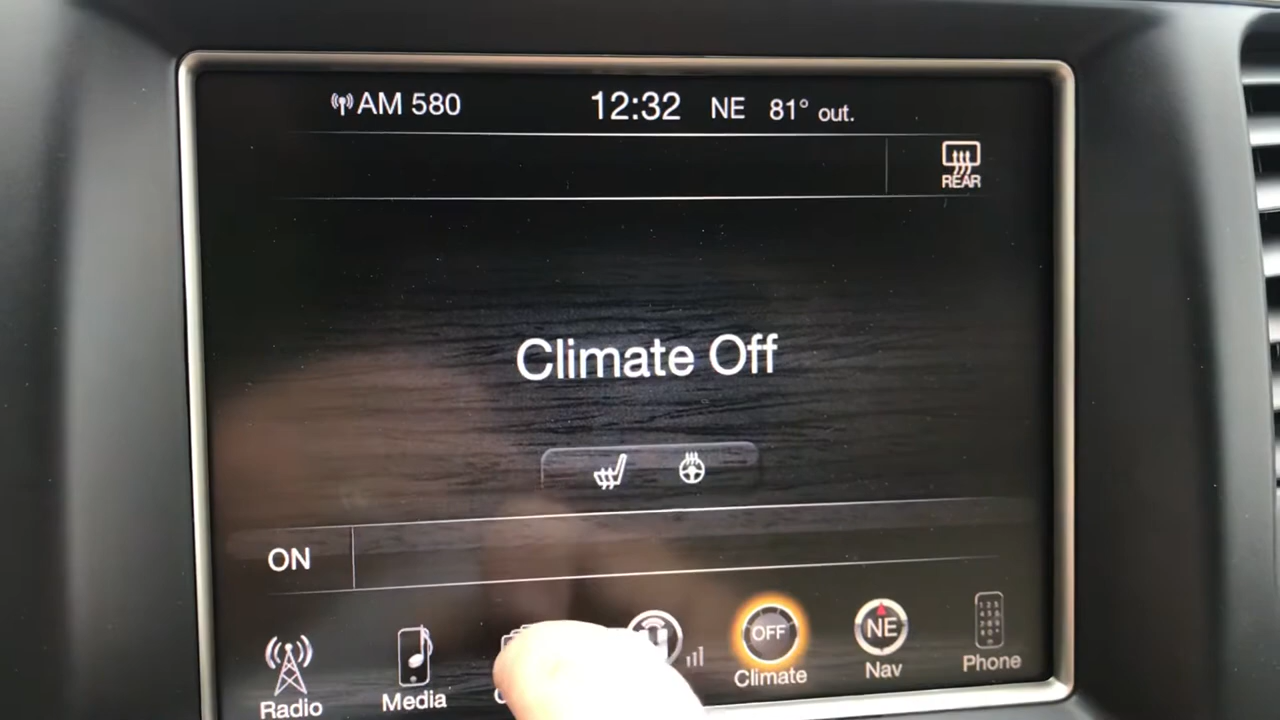 AM 580 12:32 NE 81° out.
REAR
Climate Off
ON
OFF NE
Radio Media Climate Nav Phone